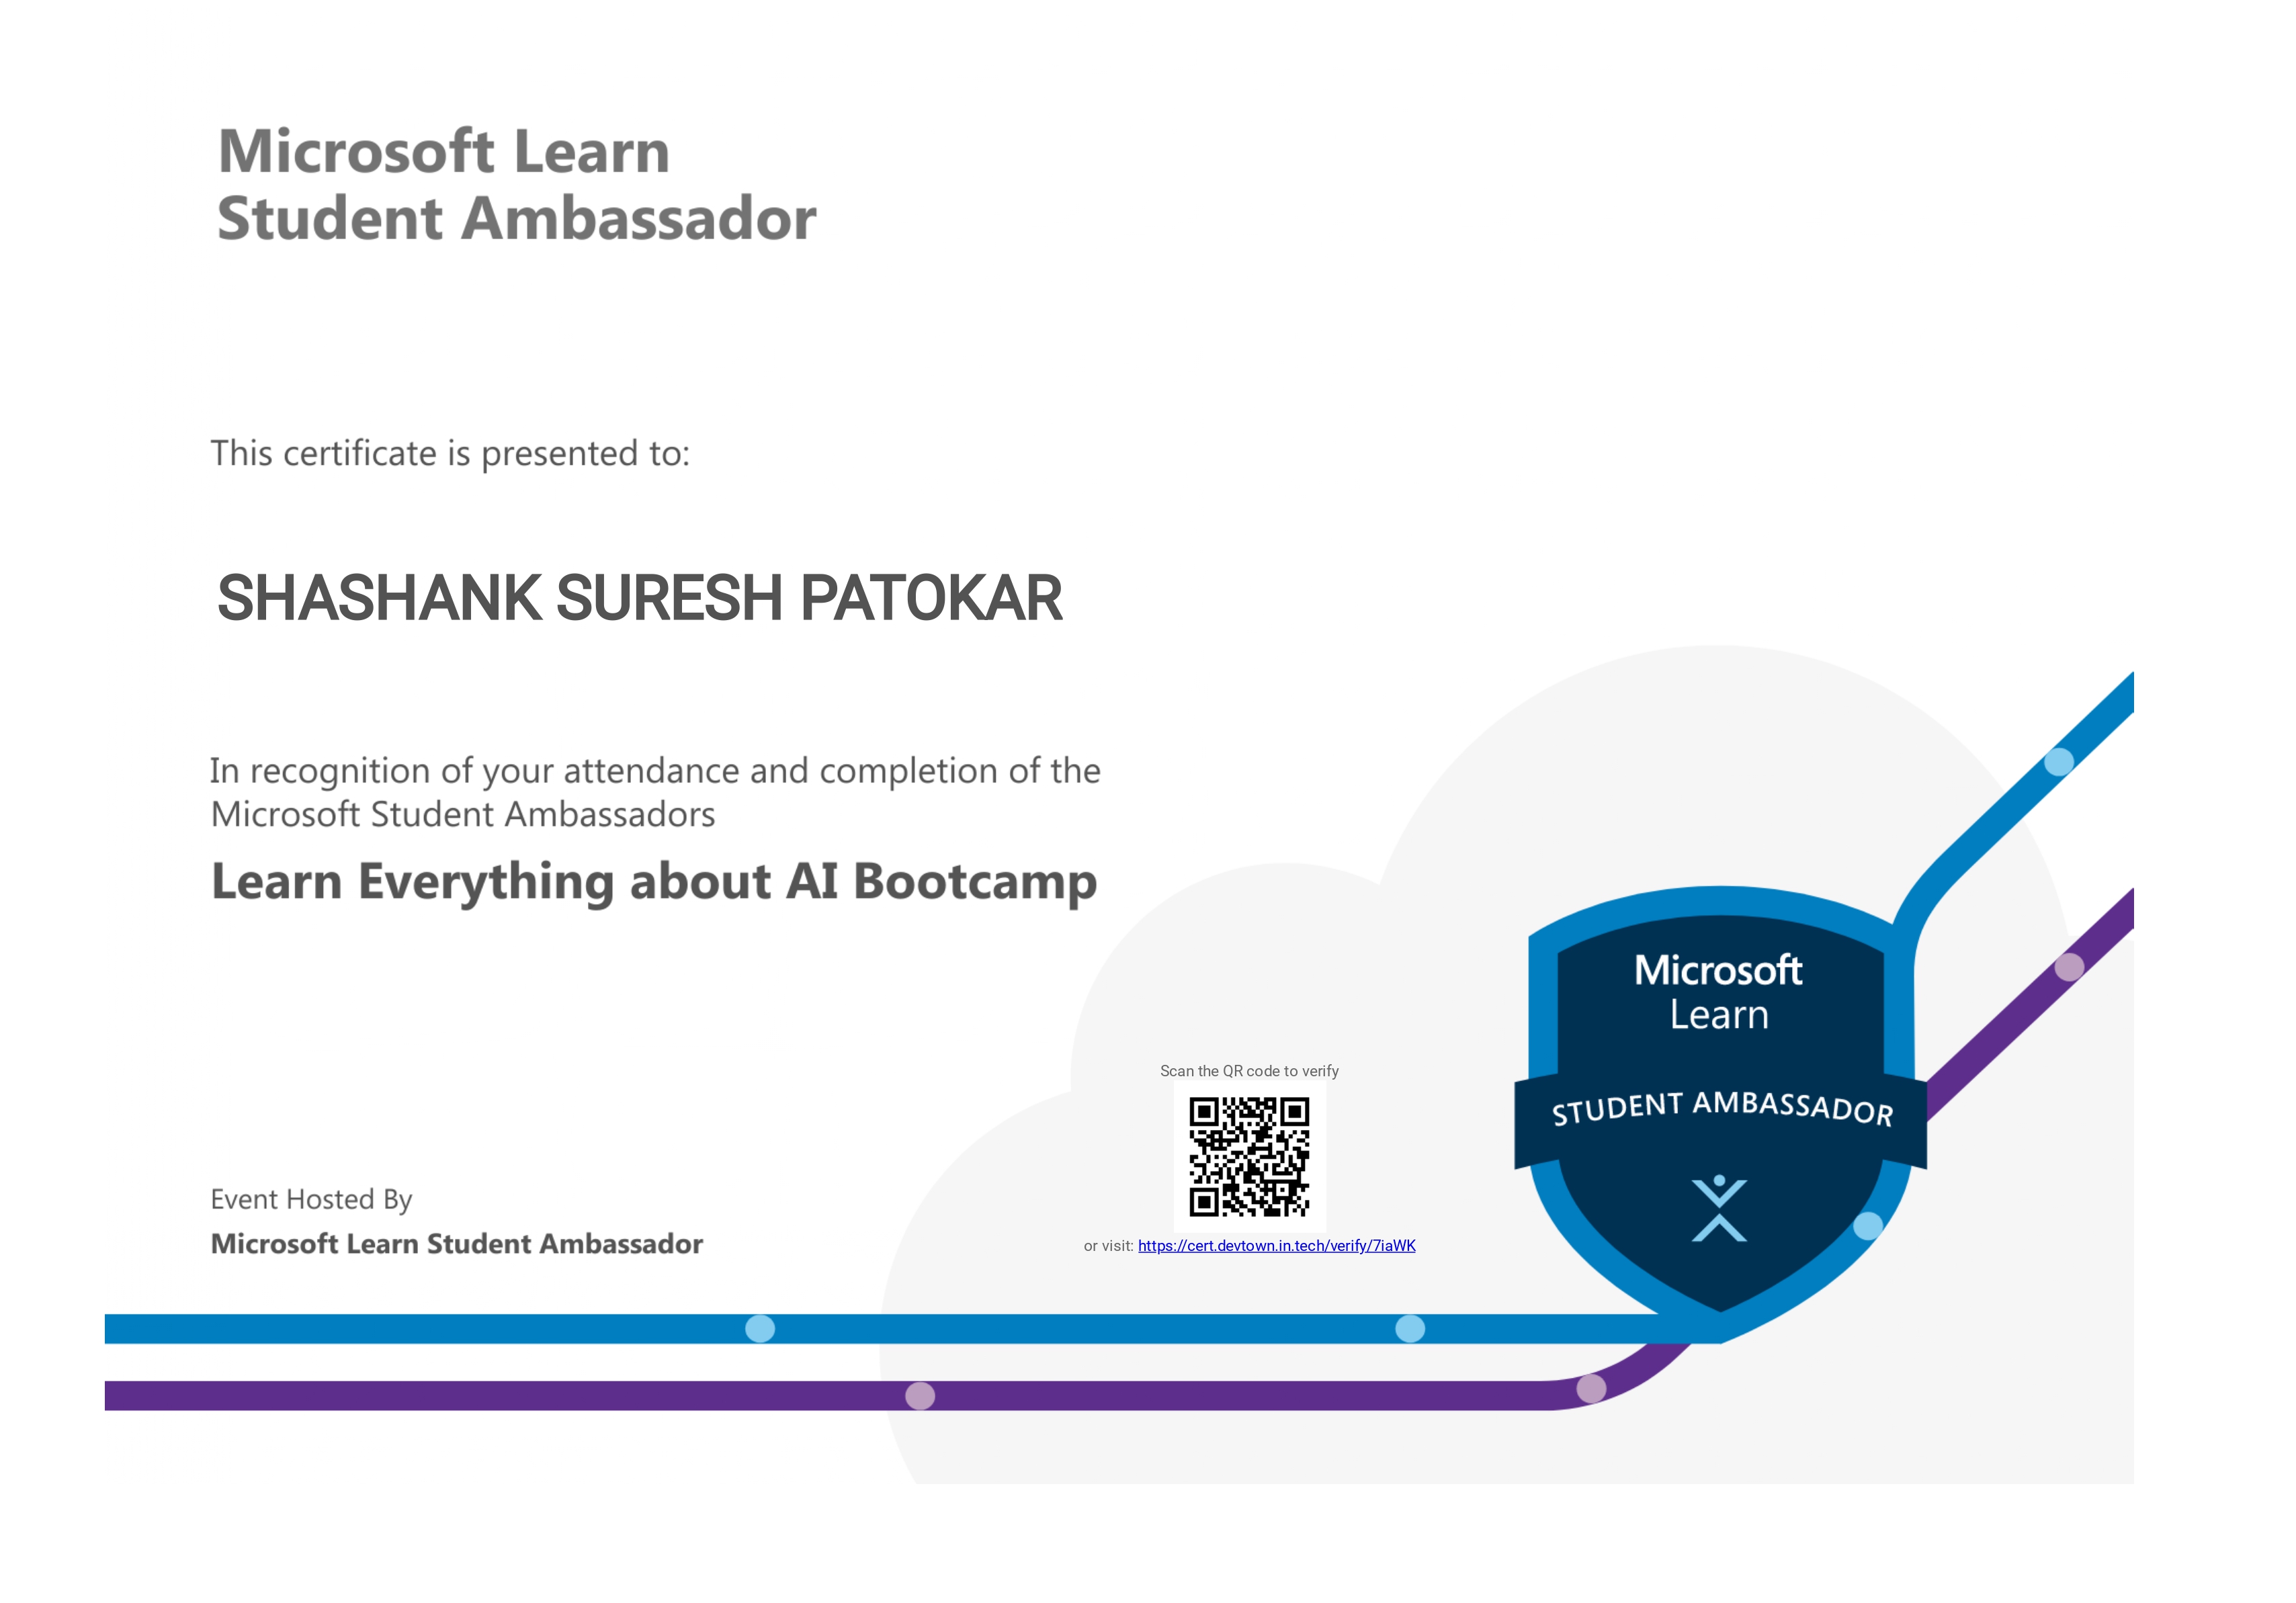 Microsoft Learn
Student Ambassador
This certificate is presented to:
SHASHANK SURESH PATOKAR
In recognition of your attendance and completion of the
Microsoft Student Ambassadors
Learn Everything about AI Bootcamp
Microsoft
Learn
STUDENT AMBASSADOR
Scan the QR code to verify
or visit: https://cert.devtown.in.tech/verify/7iaWK
Event Hosted By
Microsoft Learn Student Ambassador